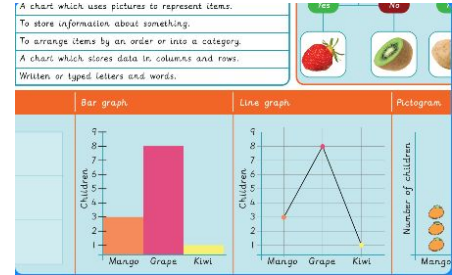 A chart which uses pictures to represent items.
To store information about something.
To arrange items by an order or into a category.
A chart which stores data in columns and rows.
Written or typed letters and words.
Yes
No
Bar graph
Line graph
Pictogram
9
8
7
6
5
4
3
2
1
Children
Mango Grape Kiwi
9
8
7
6
5
4
3
2
1
Children
Mango Grape Kiwi
Number of children
Mango